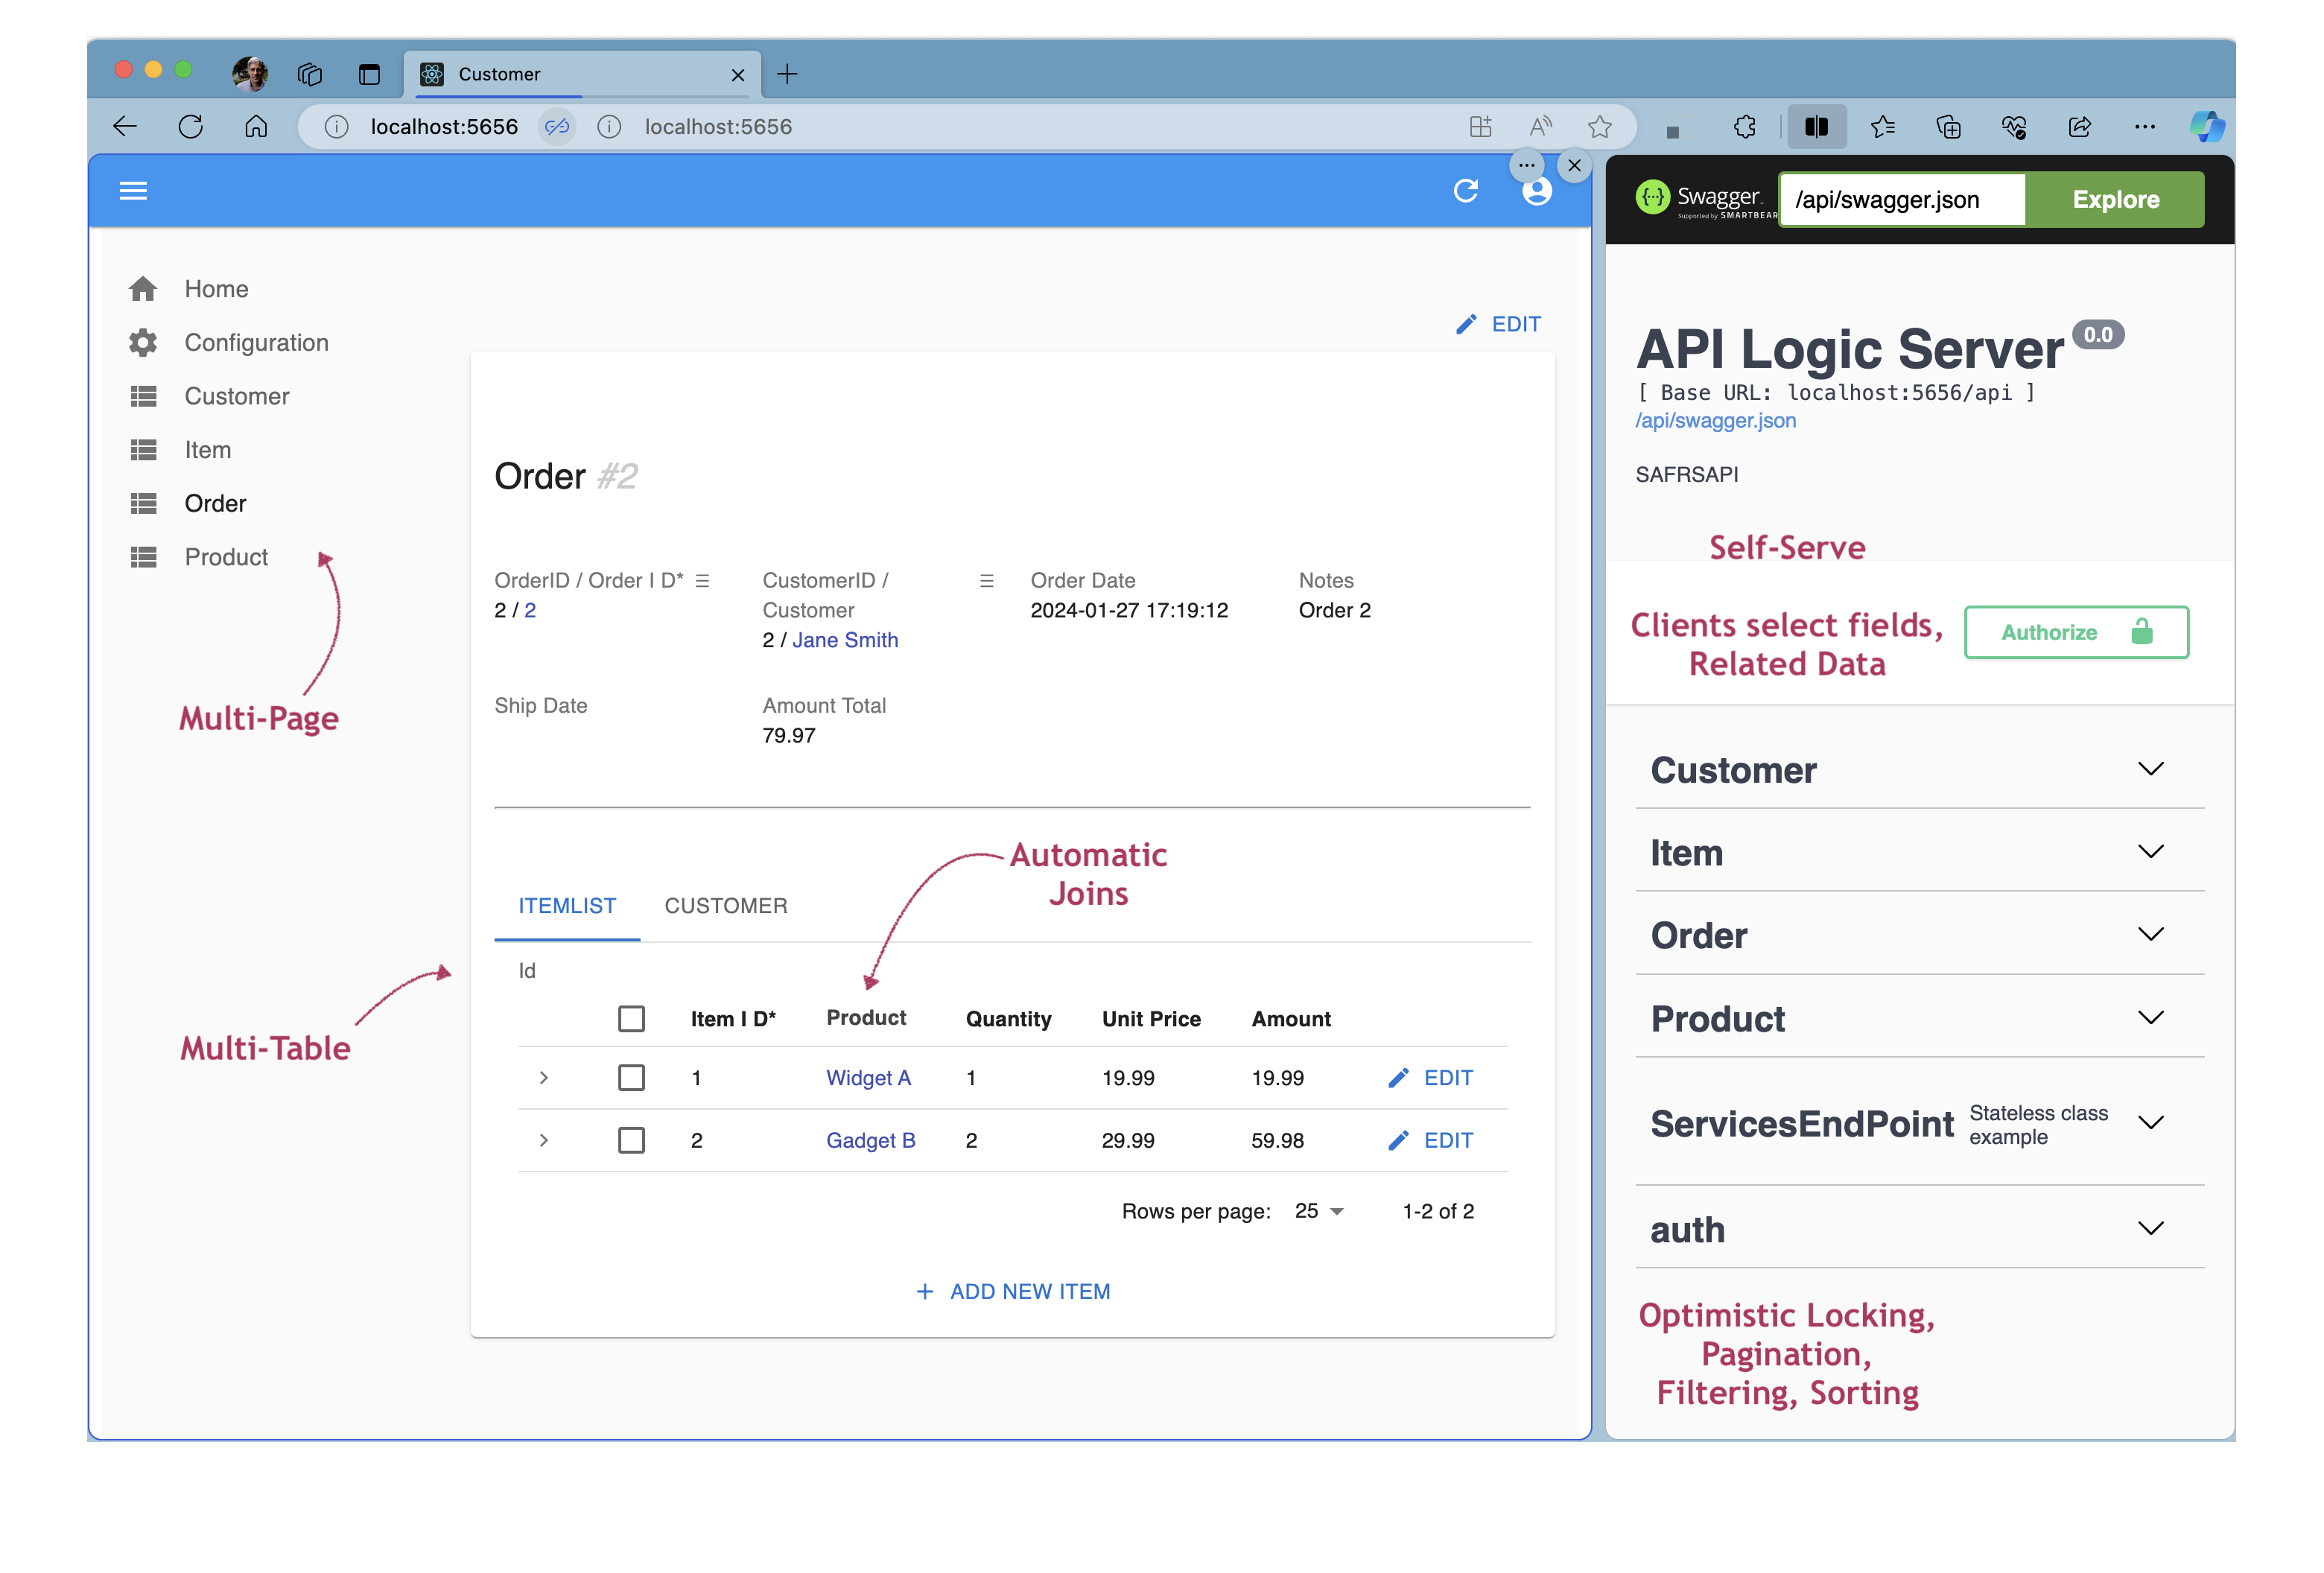 Customer
localhost:5656
localhost:5656
Home
Configuration
Customer
Item
Order
Product
Multi-Page
Multi-Table
EDIT
Order #2
OrderID / Order I D*
2 / 2
CustomerID /
Customer
2 / Jane Smith
Order Date
2024-01-27 17:19:12
Notes
Order 2
Ship Date
Amount Total
79.97
Automatic
Joins
ITEMLIST CUSTOMER
Id
Item I D* Product Quantity Unit Price Amount
1 Widget A 1 19.99 19.99 EDIT
2 Gadget B 2 29.99 59.98 EDIT
Rows per page: 25 1-2 of 2
+ ADD NEW ITEM
Swagger
Supported by SMARTBEAR
/api/swagger.json
Explore
API Logic Server 0.0
[ Base URL: localhost:5656/api ]
/api/swagger.json
SAFRSAPI
Self-Serve
Clients select fields,
Related Data
Authorize
Customer
Item
Order
Product
ServicesEndPoint
Stateless class
example
auth
Optimistic Locking,
Pagination,
Filtering, Sorting